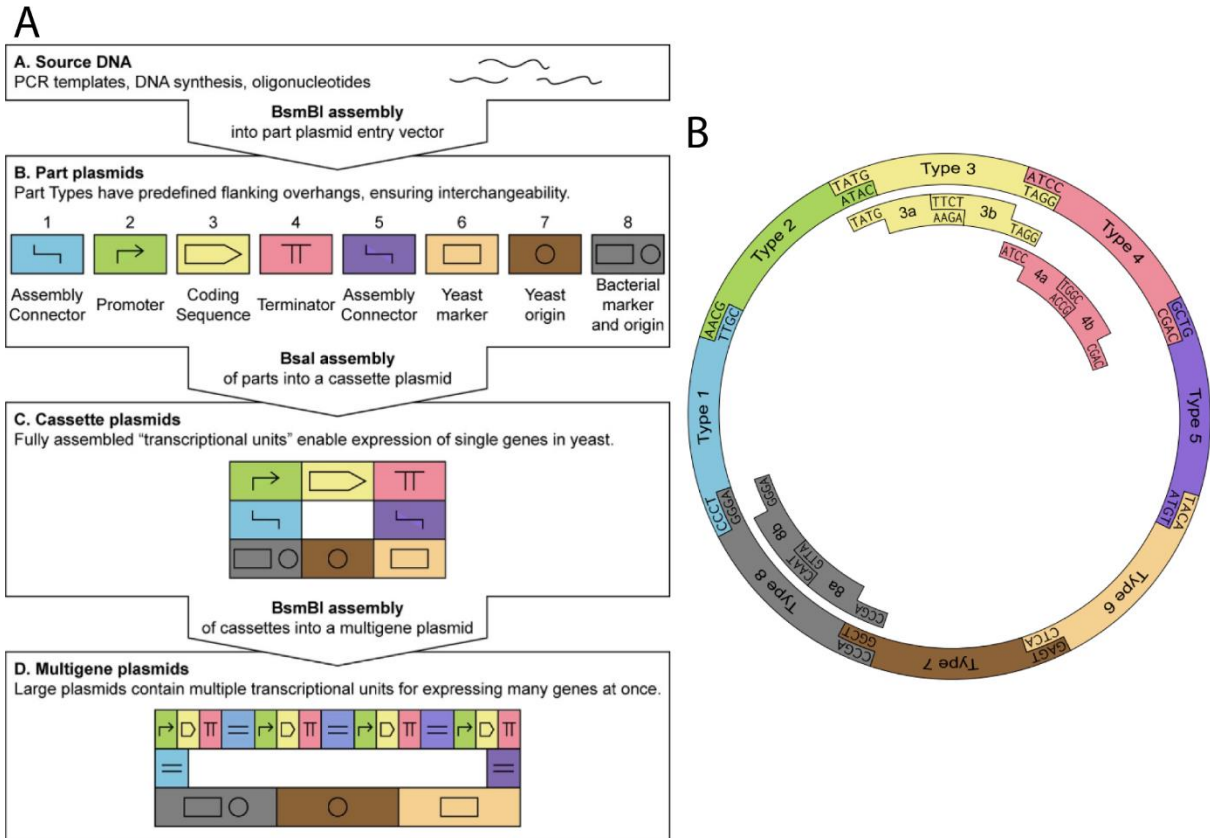 A
A. Source DNA
PCR templates, DNA synthesis, oligonucleotides
BsmBI assembly
into part plasmid entry vector
B. Part plasmids
Part Types have predefined flanking overhangs, ensuring interchangeability.
1 2 3 4 5 6 7 8
Assembly Connector
Promoter
Coding Sequence
Terminator
Assembly Connector
Yeast marker
Yeast origin
Bacterial marker and origin
BsaI assembly
of parts into a cassette plasmid
C. Cassette plasmids
Fully assembled “transcriptional units” enable expression of single genes in yeast.
BsmBI assembly
of cassettes into a multigene plasmid
D. Multigene plasmids
Large plasmids contain multiple transcriptional units for expressing many genes at once.
B
Type 1
AACG
TTGC
Type 2
TATG
ATAC
Type 3
ATCC
TAGG
Type 4
GCTG
CGAC
Type 5
TACA
ATGT
Type 6
GAGT
CTCA
Type 7
CCGA
GGCT
Type 8
CCCT
GGGA
TATG
3a
TTCT
AAGA
3b
TAGG
ATCC
4a
TGGC
ACCG
4b
CGAC
CCGA
8a
CAAT
GTTA
8b
GGGA